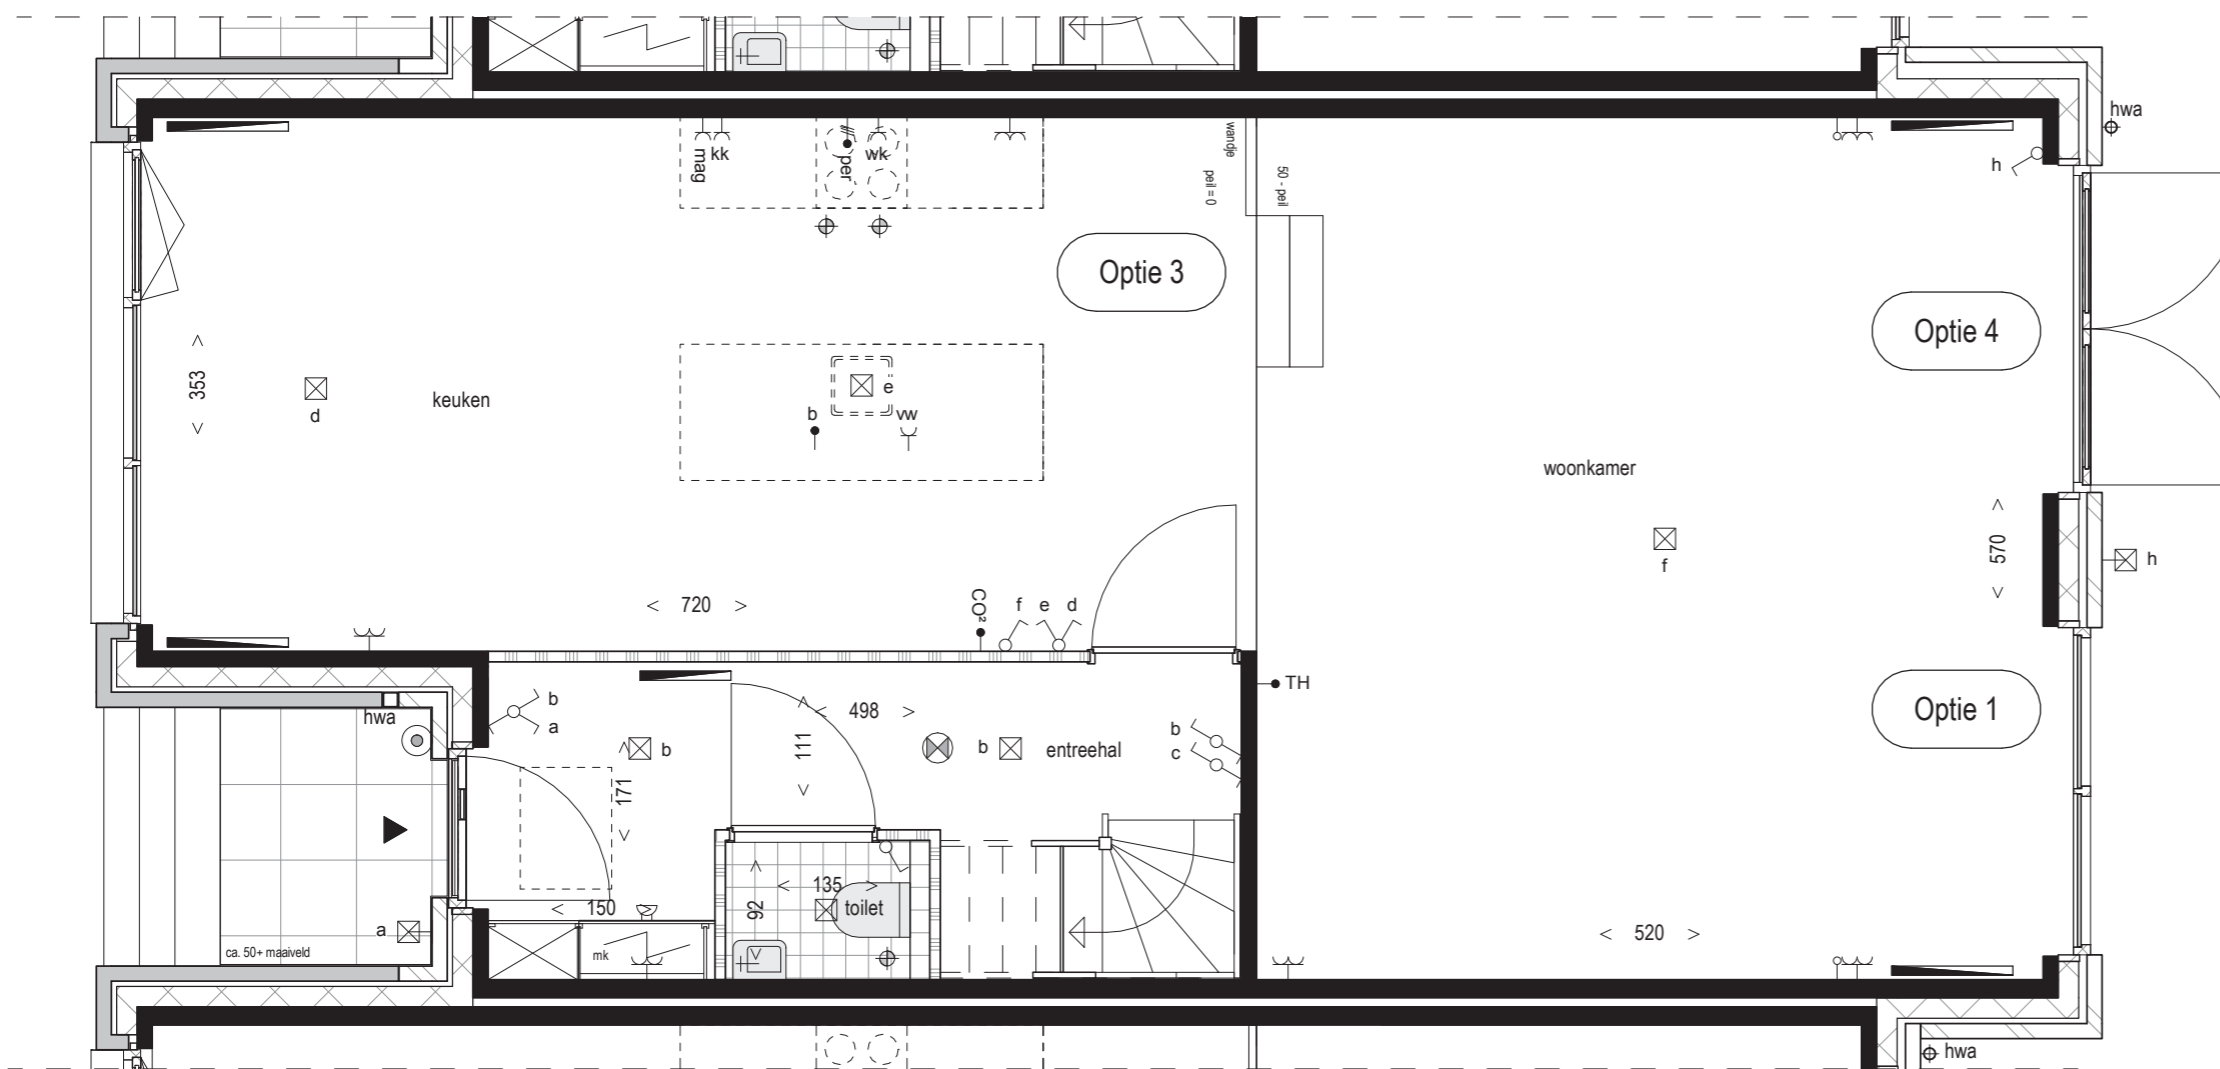 hwa
mag
kk
per.
wk
wandje
peil = 0
50 - peil
h
Optie 3
Optie 4
353
d
keuken
e
b
vw
woonkamer
f
570
h
720
CO²
f e d
TH
Optie 1
hwa
b
a
b
171
111
498
b
entreehal
b
c
a
ca. 50+ maaiveld
150
mk
92
135
toilet
520
hwa